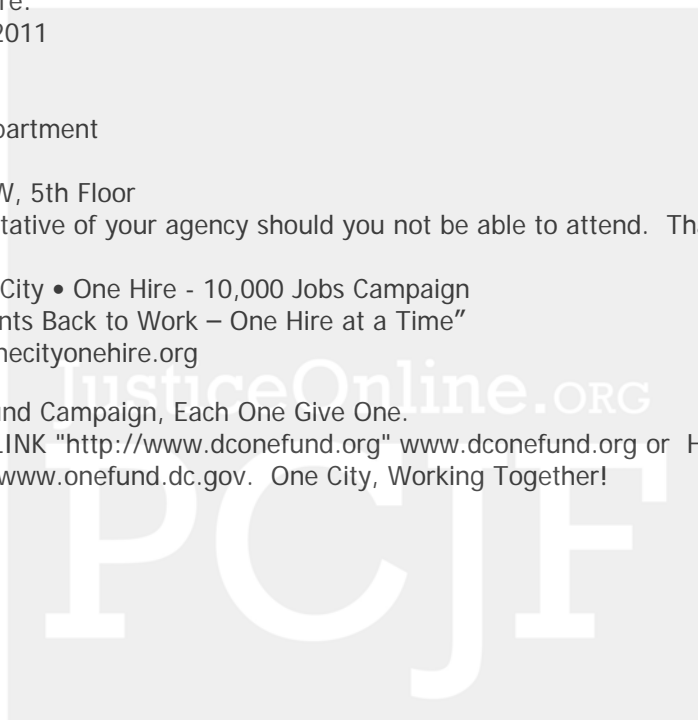 re.
2011
partment
W, 5th Floor
tative of your agency should you not be able to attend.  Tha
City • One Hire - 10,000 Jobs Campaign
nts Back to Work – One Hire at a Time”
necityonehire.org
JusticeOnline.ORG
und Campaign, Each One Give One.
LINK "http://www.dconefund.org" www.dconefund.org or  H
www.onefund.dc.gov.  One City, Working Together!
PCJF